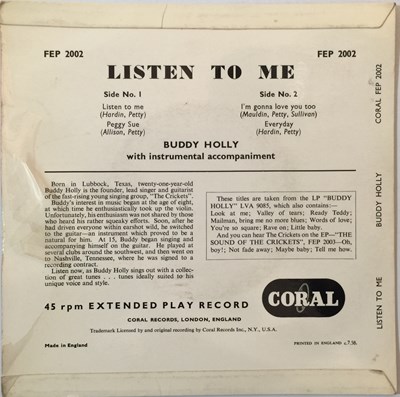 FEP 2002 FEP 2002
LISTEN TO ME
Side No. 1 Side No. 2
Listen to me I'm gonna love you too
(Hardin, Petty) (Mauldin, Petty, Sullivan)
Peggy Sue Everyday
(Allison, Petty) (Hardin, Petty)
BUDDY HOLLY
with instrumental accompaniment
Born in Lubbock, Texas, twenty-one-year-old
Buddy Holly is the founder, lead singer and guitarist
of the fast-rising young singing group, "The Crickets".
Buddy's interest in music began at the age of eight,
at which time he enthusiastically took up the violin.
Unfortunately, his enthusiasm was not shared by those
who heard his rather squeaky efforts. Soon, after he
had driven everyone within earshot wild, he switched
to the guitar—an instrument which proved to be a
natural for him. At 15, Buddy began singing and
accompanying himself on the guitar. He played at
several clubs around the southwest, and then went on
to Nashville, Tennessee, where he was signed to a
recording contract.
Listen now, as Buddy Holly sings out with a collec-
tion of great tunes . . . tunes ideally suited to his
unique voice and style.
These titles are taken from the LP "BUDDY
HOLLY" LVA 9085, which also contains:—
Look at me; Valley of tears; Ready Teddy;
Mailman, bring me no more blues; Words of love;
You're so square; Rave on; Little baby.
And you can hear The Crickets on the EP—"THE
SOUND OF THE CRICKETS", FEP 2003—Oh,
boy!; Not fade away; Maybe baby; Tell me how.
45 rpm EXTENDED PLAY RECORD
CORAL
CORAL RECORDS, LONDON, ENGLAND
Trademark Licensed by and original recording by Coral Records Inc., N.Y., U.S.A.
Made in England
PRINTED IN ENGLAND c.7.58.
LISTEN TO ME BUDDY HOLLY CORAL FEP 2002